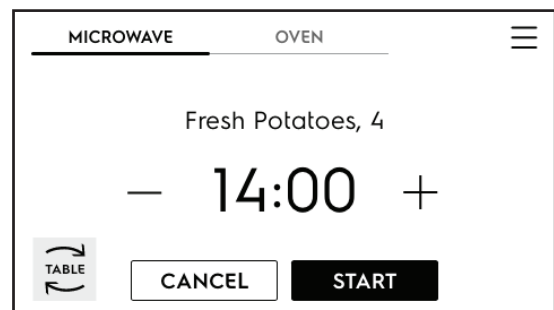 MICROWAVE OVEN
Fresh Potatoes, 4
— 14:00 +
TABLE
CANCEL START